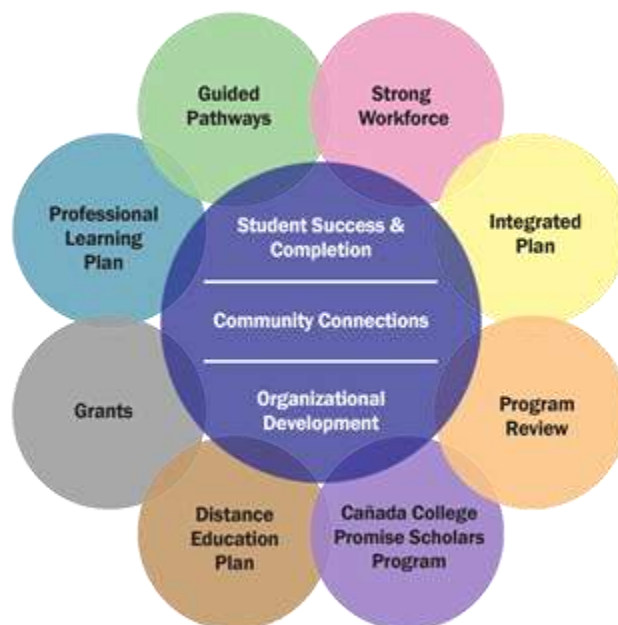 Guided
Pathways
Strong
Workforce
Professional
Learning
Plan
Student Success &
Completion
Integrated
Plan
Community Connections
Grants
Organizational
Development
Program
Review
Distance
Education
Plan
Cañada College
Promise Scholars
Program